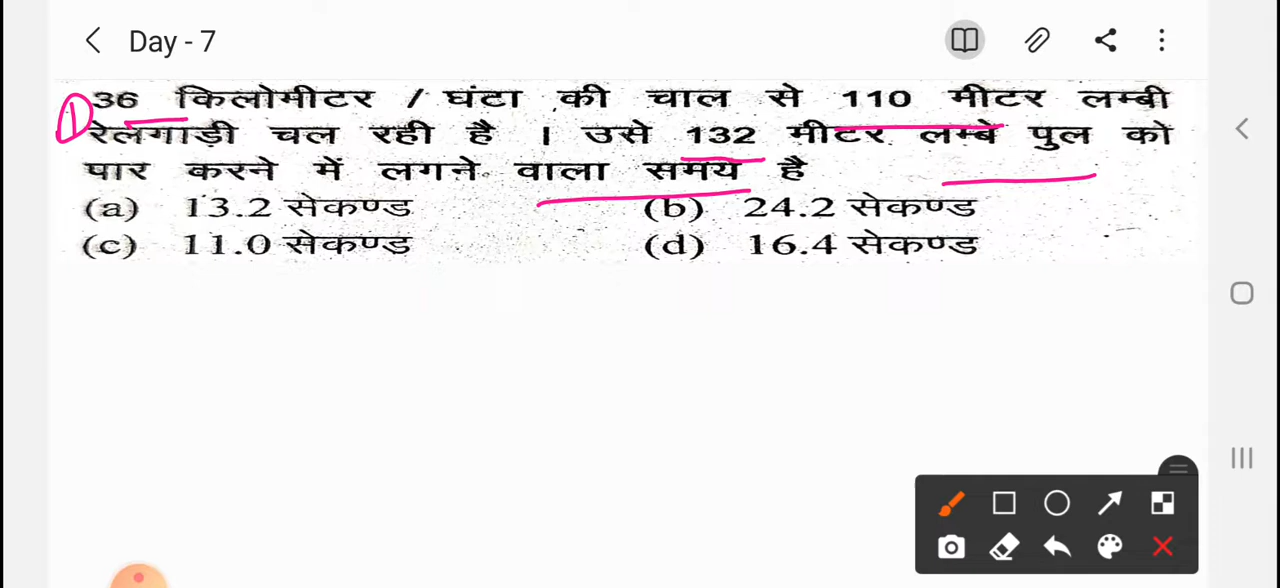 Day - 7
① 36 किलोमीटर / घंटा की चाल से 110 मीटर लम्बी
रेलगाड़ी चल रही है । उसे 132 मीटर लम्बे पुल को
पार करने में लगने वाला समय है
(a) 13.2 सेकण्ड (b) 24.2 सेकण्ड
(c) 11.0 सेकण्ड (d) 16.4 सेकण्ड